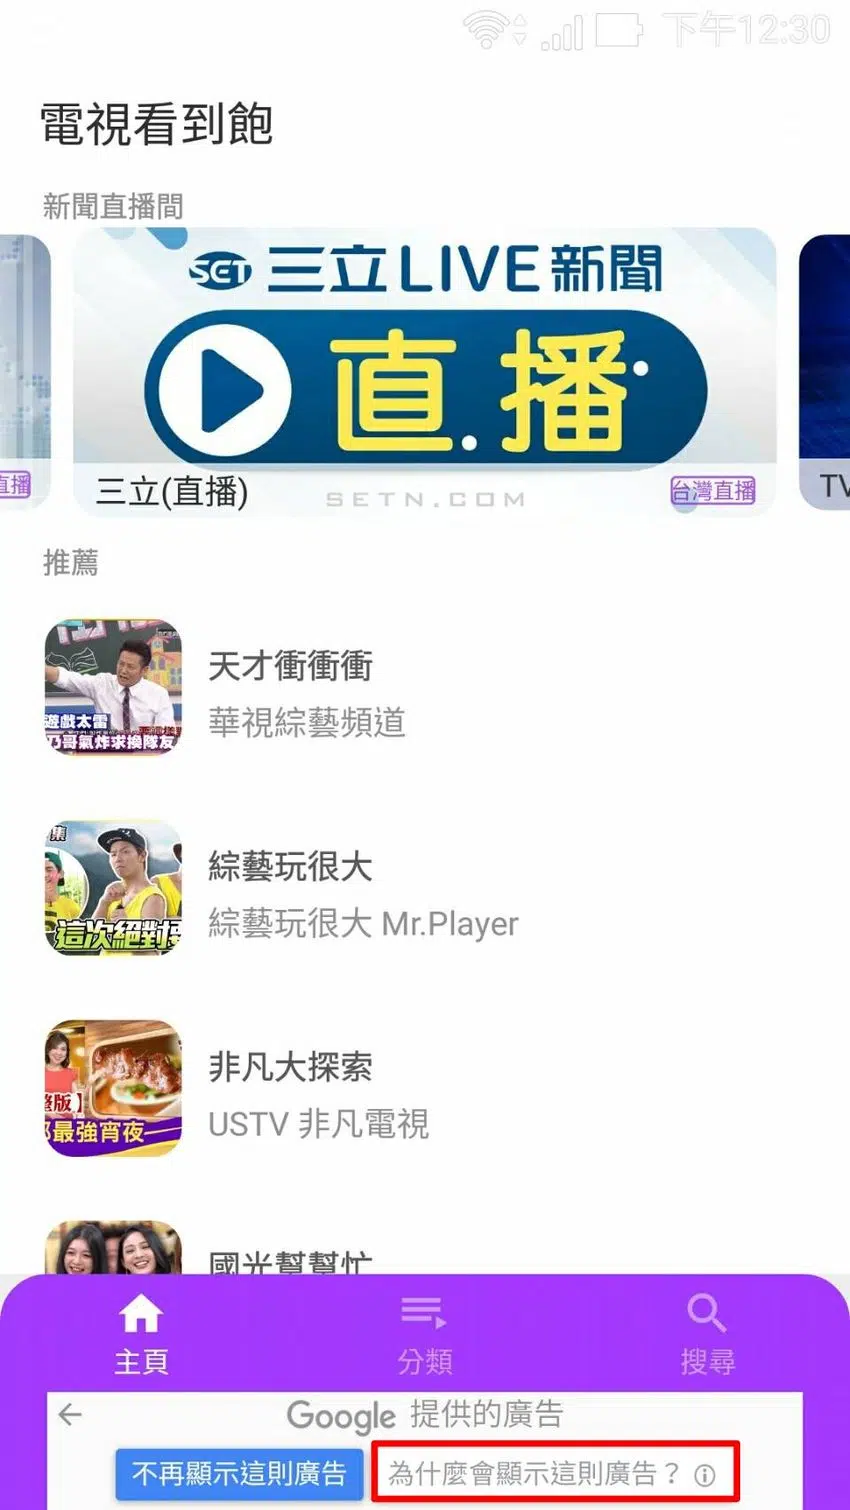 下午12:30
電視看到飽
新聞直播間
SET 三立LIVE新聞
直播
直播
三立(直播)
SETN.COM
台灣直播
TV
推薦
天才衝衝衝
華視綜藝頻道
遊戲太雷
乃哥氣炸求換隊友
綜藝玩很大
綜藝玩很大 Mr.Player
集
這次絕對要
非凡大探索
USTV 非凡電視
整版】
最強宵夜
國光幫幫忙
主頁
分類
搜尋
Google 提供的廣告
不再顯示這則廣告
為什麼會顯示這則廣告？